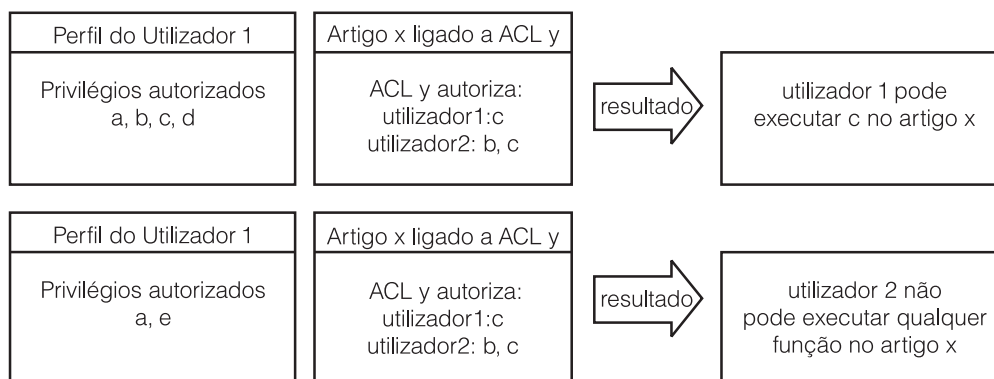 Perfil do Utilizador 1
Privilégios autorizados
a, b, c, d
Artigo x ligado a ACL y
ACL y autoriza:
utilizador1:c
utilizador2: b, c
resultado
utilizador 1 pode
executar c no artigo x
Perfil do Utilizador 1
Privilégios autorizados
a, e
Artigo x ligado a ACL y
ACL y autoriza:
utilizador1:c
utilizador2: b, c
resultado
utilizador 2 não
pode executar qualquer
função no artigo x